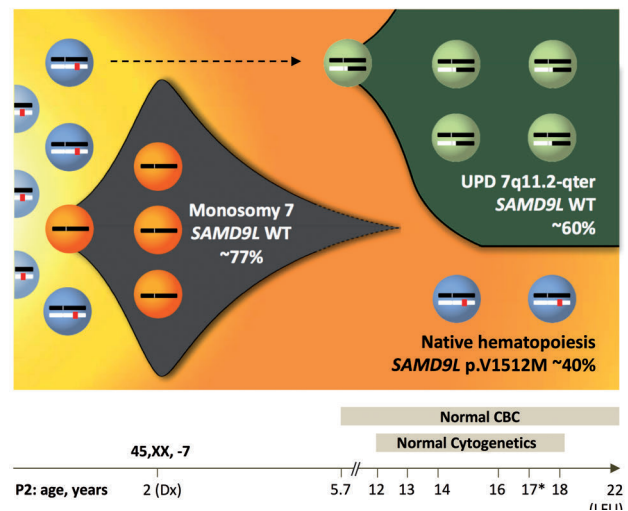 UPD 7q11.2-qter
SAMD9L WT
~60%
Monosomy 7
SAMD9L WT
~77%
Native hematopoiesis
SAMD9L p.V1512M ~40%
Normal CBC
Normal Cytogenetics
45,XX, -7
P2: age, years 2 (Dx) 5.7 // 12 13 14 16 17* 18 22
(LFU)